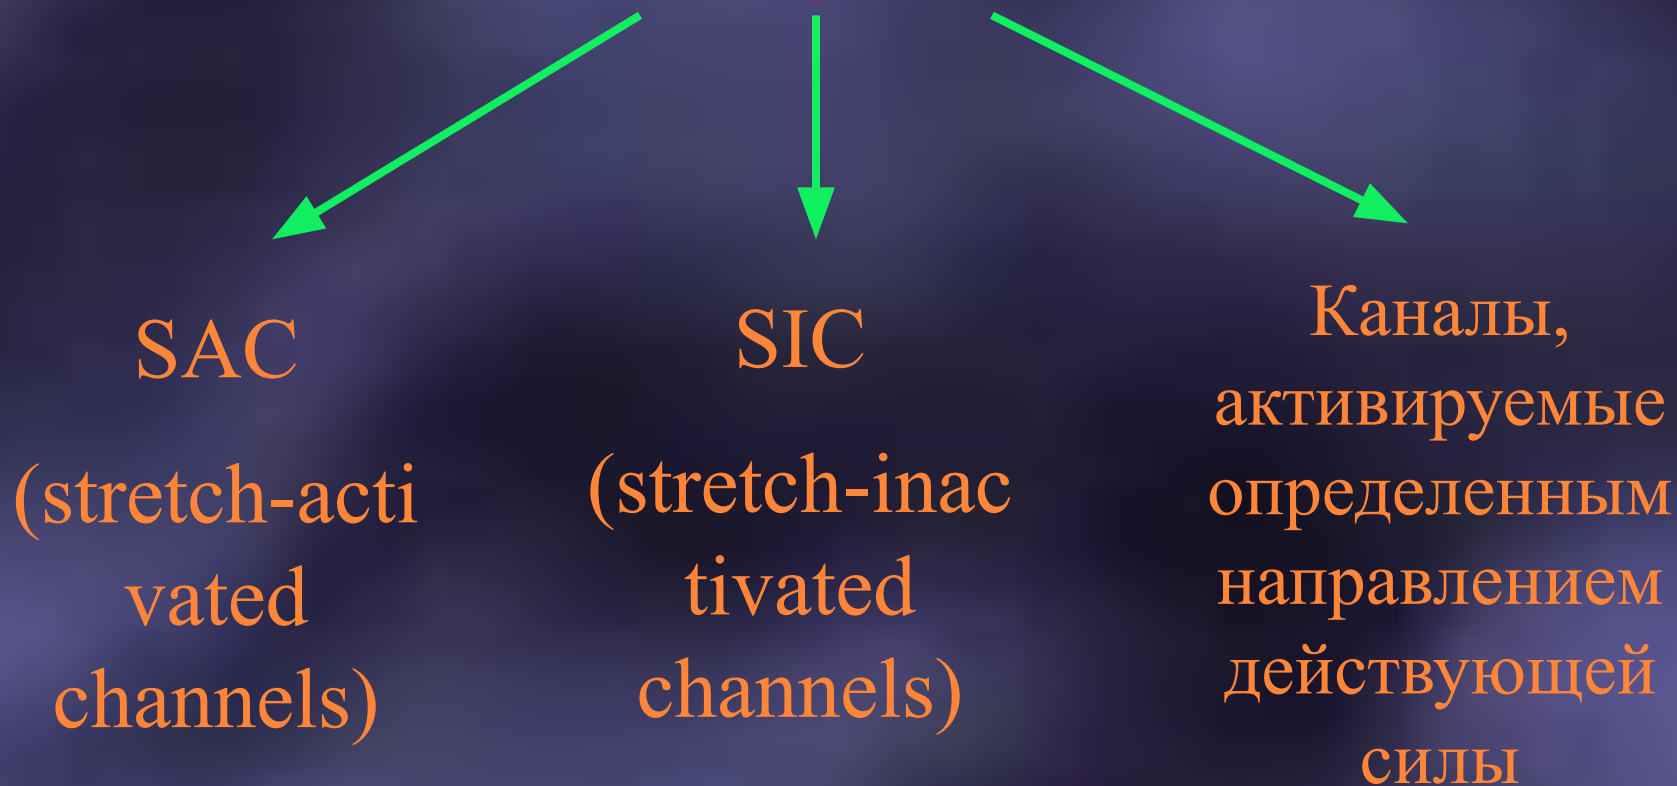 SAC
(stretch-acti
vated
channels)
SIC
(stretch-inac
tivated
channels)
Каналы,
активируемые
определенным
направлением
действующей
силы